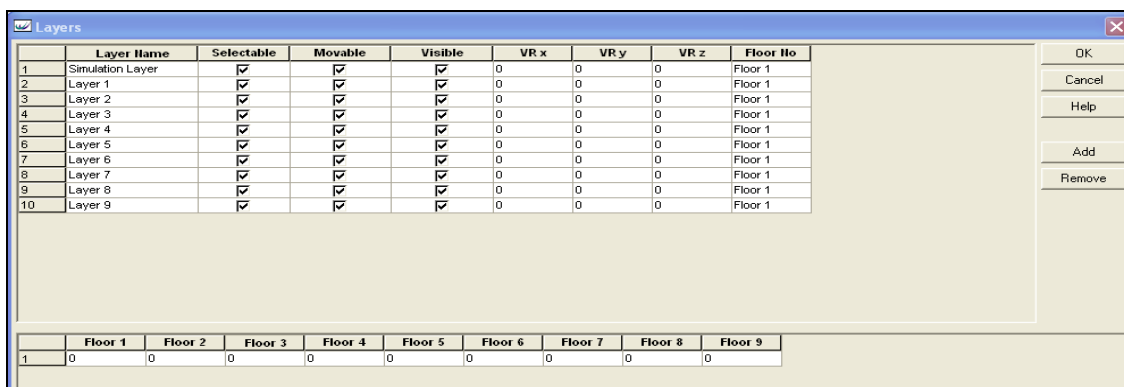 Layers
Layer Name Selectable Movable Visible VR x VR y VR z Floor No
1 Simulation Layer 0 0 0 Floor 1
2 Layer 1 0 0 0 Floor 1
3 Layer 2 0 0 0 Floor 1
4 Layer 3 0 0 0 Floor 1
5 Layer 4 0 0 0 Floor 1
6 Layer 5 0 0 0 Floor 1
7 Layer 6 0 0 0 Floor 1
8 Layer 7 0 0 0 Floor 1
9 Layer 8 0 0 0 Floor 1
10 Layer 9 0 0 0 Floor 1
OK
Cancel
Help
Add
Remove
Floor 1 Floor 2 Floor 3 Floor 4 Floor 5 Floor 6 Floor 7 Floor 8 Floor 9
1 0 0 0 0 0 0 0 0 0